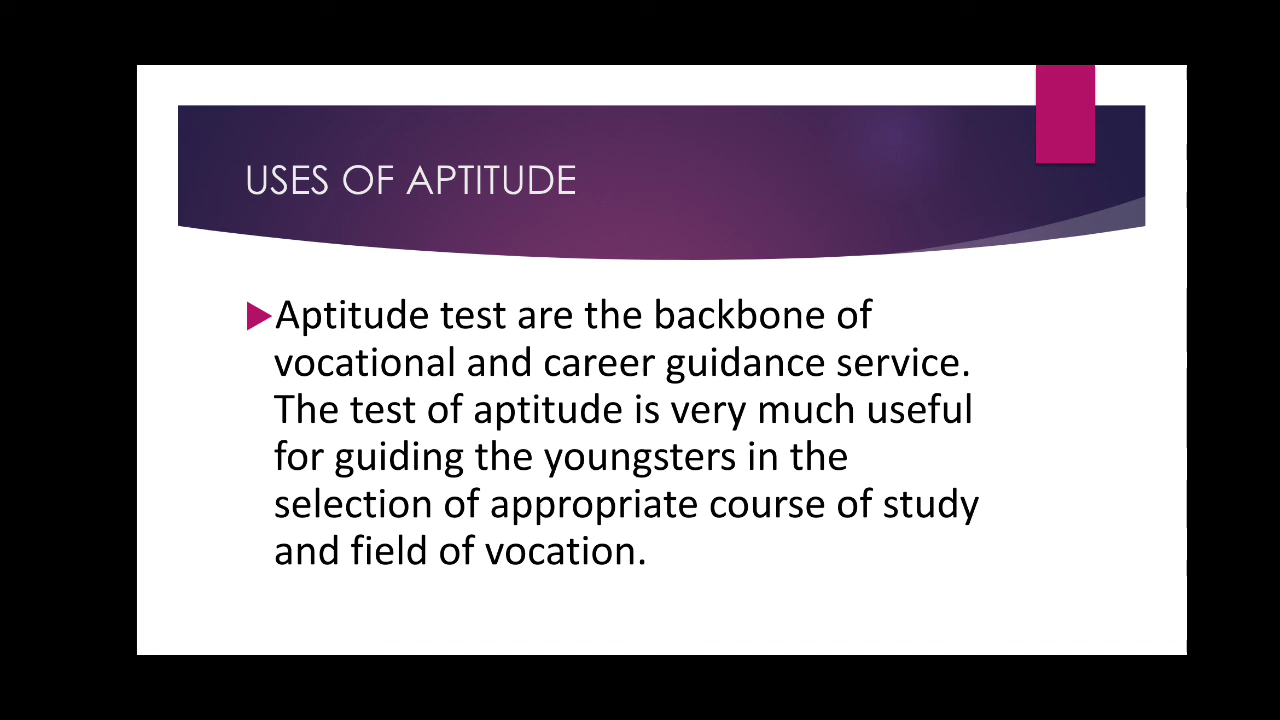 USES OF APTITUDE
Aptitude test are the backbone of
vocational and career guidance service.
The test of aptitude is very much useful
for guiding the youngsters in the
selection of appropriate course of study
and field of vocation.